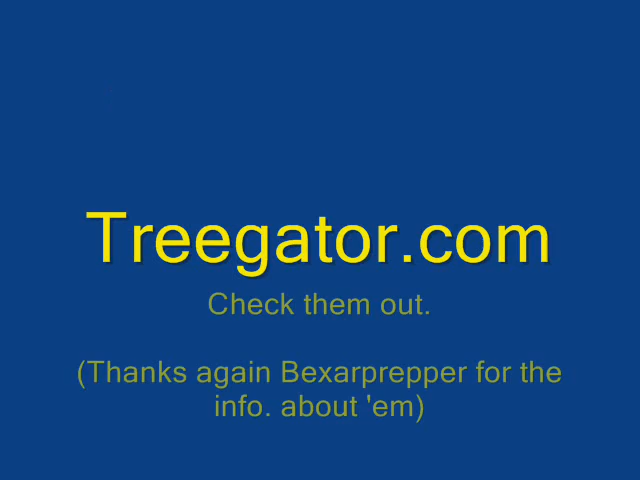 Treegator.com
Check them out.
(Thanks again Bexarprepper for the
info. about 'em)